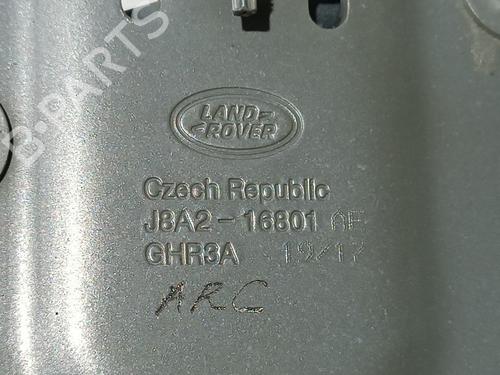 B-PARTS
LAND
ROVER
Czech Republic
J8A2-16801 AF
GHR3A 19/17
ARC